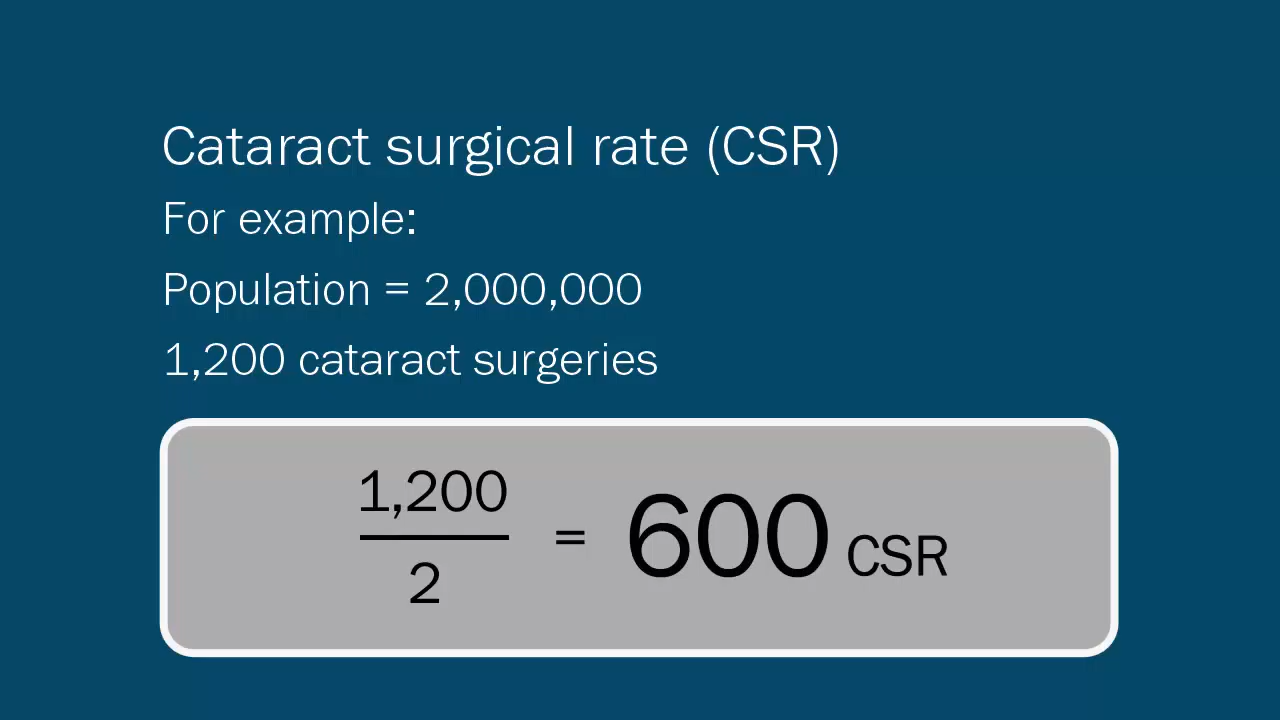 Cataract surgical rate (CSR)
For example:
Population = 2,000,000
1,200 cataract surgeries
1,200
2
= 600 CSR